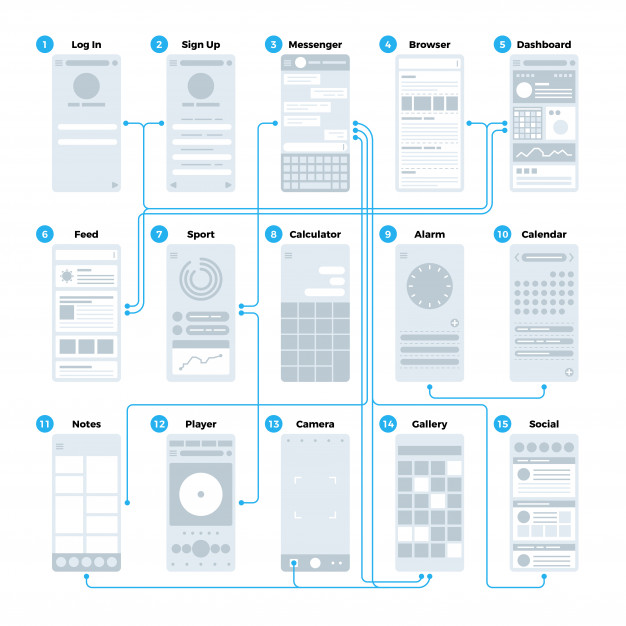 1 Log In
2 Sign Up
3 Messenger
4 Browser
5 Dashboard
6 Feed
7 Sport
8 Calculator
9 Alarm
10 Calendar
11 Notes
12 Player
13 Camera
14 Gallery
15 Social